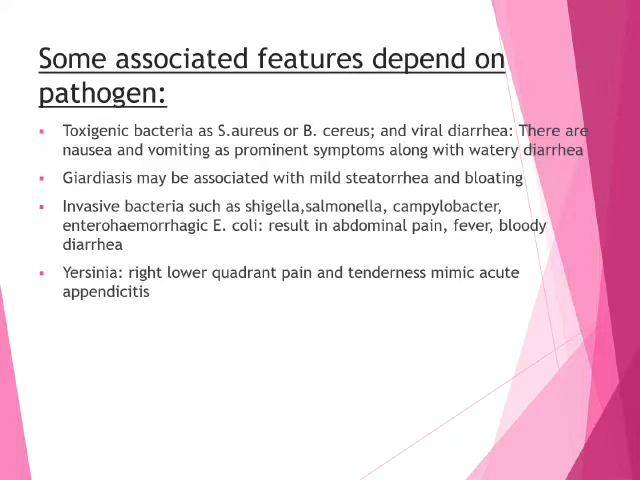 Some associated features depend on
pathogen:
▪ Toxigenic bacteria as S.aureus or B. cereus; and viral diarrhea: There are
nausea and vomiting as prominent symptoms along with watery diarrhea
▪ Giardiasis may be associated with mild steatorrhea and bloating
▪ Invasive bacteria such as shigella,salmonella, campylobacter,
enterohaemorrhagic E. coli: result in abdominal pain, fever, bloody
diarrhea
▪ Yersinia: right lower quadrant pain and tenderness mimic acute
appendicitis